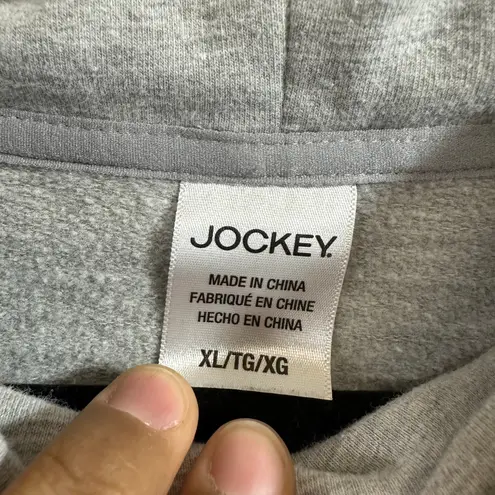 JOCKEY.
MADE IN CHINA
FABRIQUÉ EN CHINE
HECHO EN CHINA
XL/TG/XG